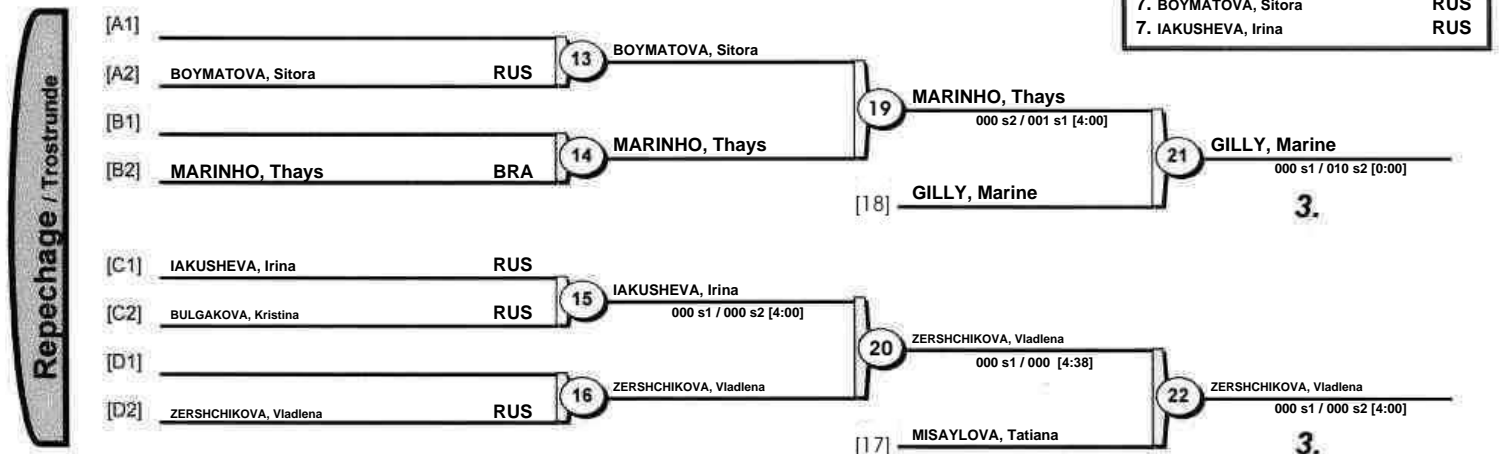 7. BOYMATOVA, Sitora RUS
7. IAKUSHEVA, Irina RUS
Repechage / Trostrunde
[A1]
[A2] BOYMATOVA, Sitora RUS
13
BOYMATOVA, Sitora
[B1]
[B2] MARINHO, Thays BRA
14
MARINHO, Thays
19
MARINHO, Thays
000 s2 / 001 s1 [4:00]
[18] GILLY, Marine
21
GILLY, Marine
000 s1 / 010 s2 [0:00]
3.
[C1] IAKUSHEVA, Irina RUS
[C2] BULGAKOVA, Kristina RUS
15
IAKUSHEVA, Irina
000 s1 / 000 s2 [4:00]
[D1]
[D2] ZERSHCHIKOVA, Vladlena RUS
16
ZERSHCHIKOVA, Vladlena
20
ZERSHCHIKOVA, Vladlena
000 s1 / 000 [4:38]
[17] MISAYLOVA, Tatiana
22
ZERSHCHIKOVA, Vladlena
000 s1 / 000 s2 [4:00]
3.